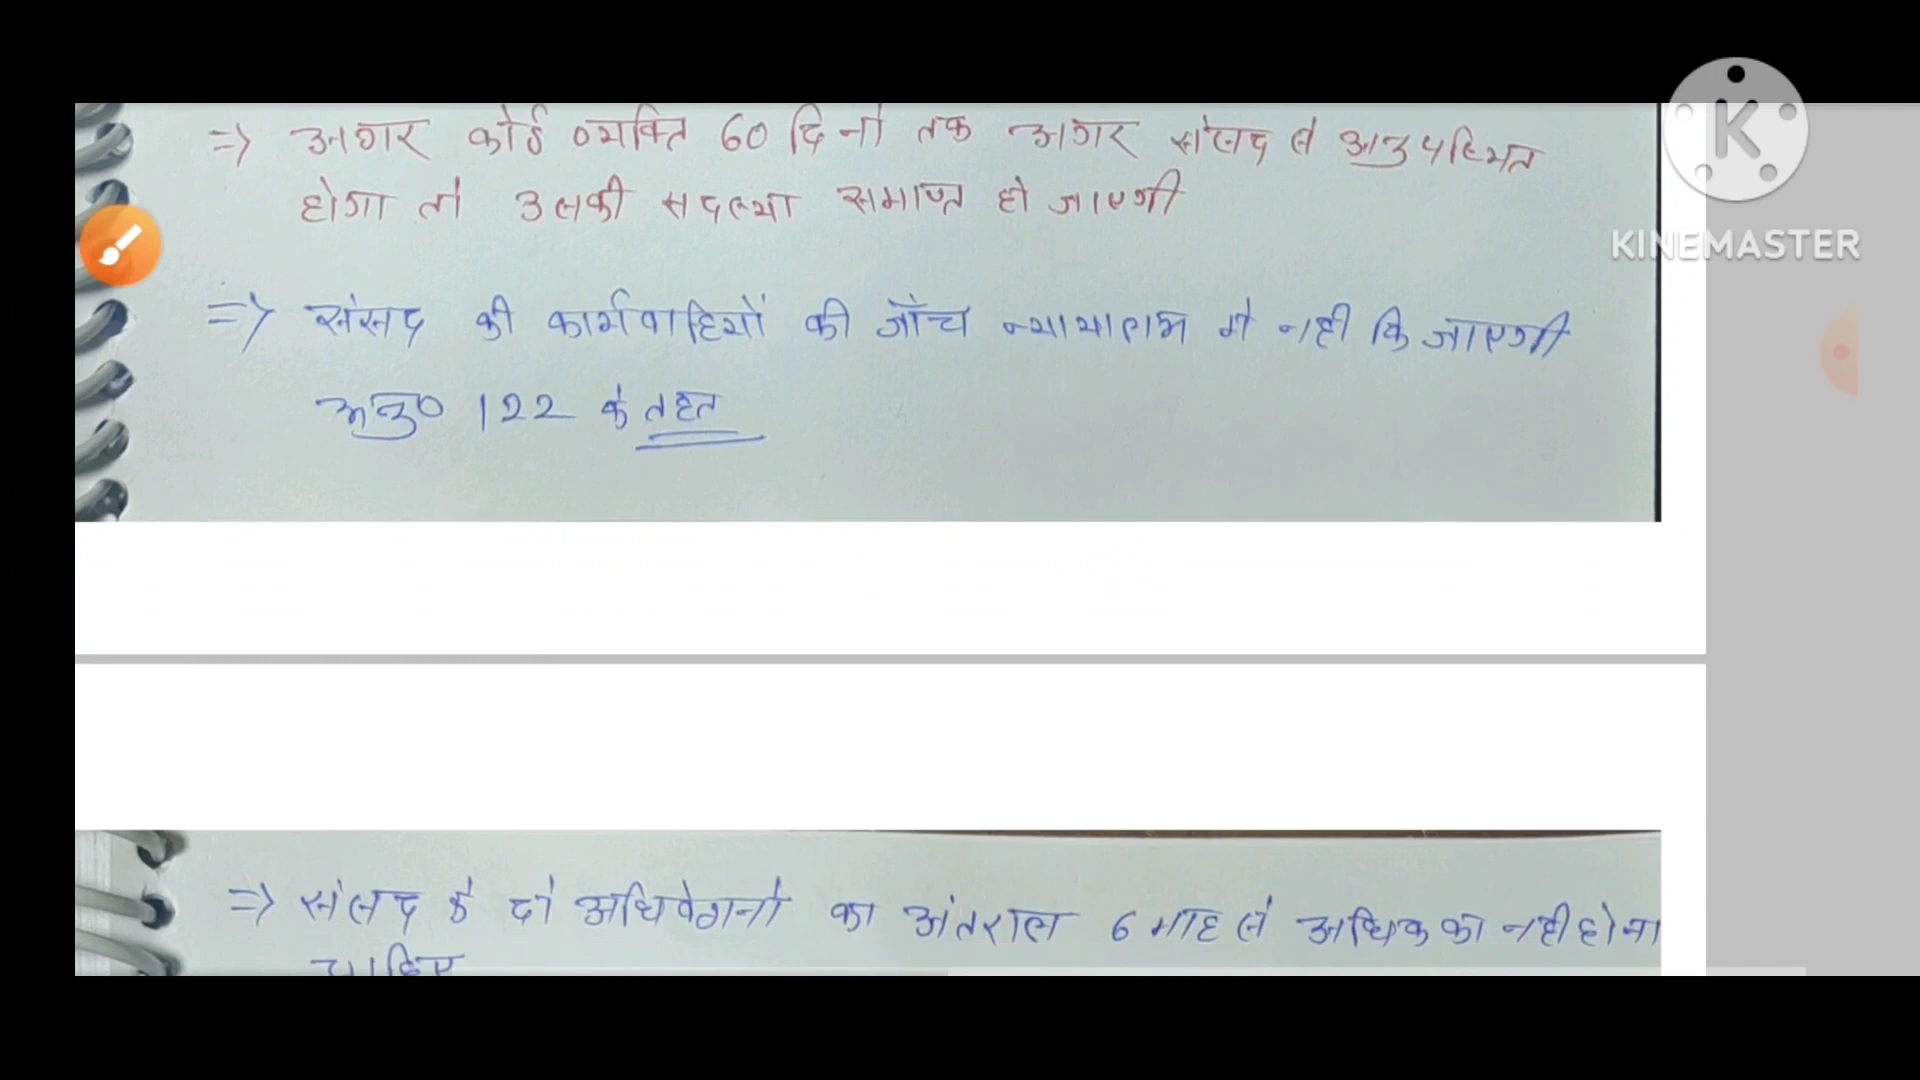 => अगर कोई व्यक्ति 60 दिनों तक अगर संसद से अनुपस्थित
होगा तो उसकी सदस्या समाप्त हो जाएगी
=> संसद की कार्यवाहियों की जाँच न्यायालय में नही कि जाएगी
अनु० 122 के तहत
=> संसद के दो अधिवेशनो का अंतराल 6 माह से अधिक का नही होना
चाहिए
KINEMASTER